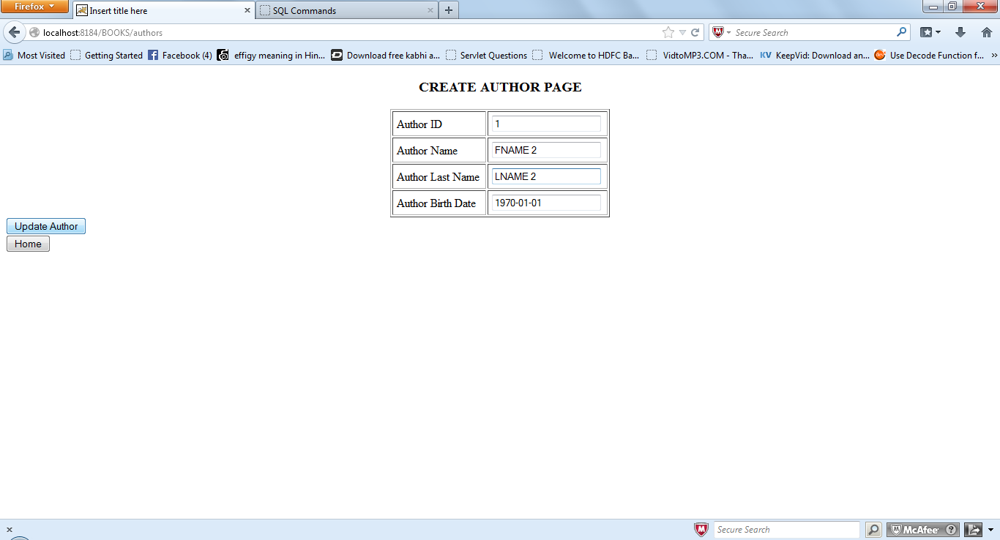 Firefox
Insert title here
SQL Commands
localhost:8184/BOOKS/authors
Secure Search
Most Visited Getting Started Facebook (4) effigy meaning in Hin... Download free kabhi a... Servlet Questions Welcome to HDFC Ba... VidtoMP3.COM - Tha... KV KeepVid: Download an... Use Decode Function f... »
CREATE AUTHOR PAGE
Author ID 1
Author Name FNAME 2
Author Last Name LNAME 2
Author Birth Date 1970-01-01
Update Author
Home
Secure Search
McAfee